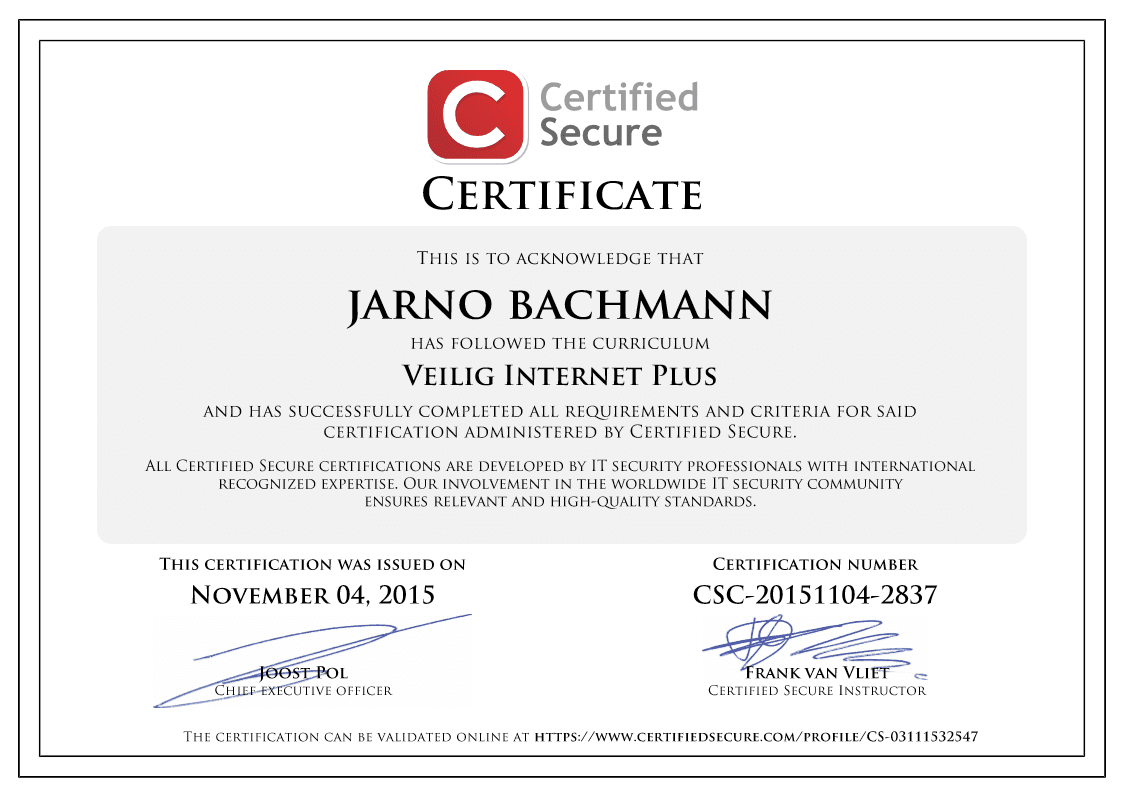 C Certified
Secure
CERTIFICATE
THIS IS TO ACKNOWLEDGE THAT
JARNO BACHMANN
HAS FOLLOWED THE CURRICULUM
VEILIG INTERNET PLUS
AND HAS SUCCESSFULLY COMPLETED ALL REQUIREMENTS AND CRITERIA FOR SAID
CERTIFICATION ADMINISTERED BY CERTIFIED SECURE.
ALL CERTIFIED SECURE CERTIFICATIONS ARE DEVELOPED BY IT SECURITY PROFESSIONALS WITH INTERNATIONAL
RECOGNIZED EXPERTISE. OUR INVOLVEMENT IN THE WORLDWIDE IT SECURITY COMMUNITY
ENSURES RELEVANT AND HIGH-QUALITY STANDARDS.
THIS CERTIFICATION WAS ISSUED ON
NOVEMBER 04, 2015
JOOST POL
CHIEF EXECUTIVE OFFICER
CERTIFICATION NUMBER
CSC-20151104-2837
FRANK VAN VLIET
CERTIFIED SECURE INSTRUCTOR
THE CERTIFICATION CAN BE VALIDATED ONLINE AT HTTPS://WWW.CERTIFIEDSECURE.COM/PROFILE/CS-03111532547